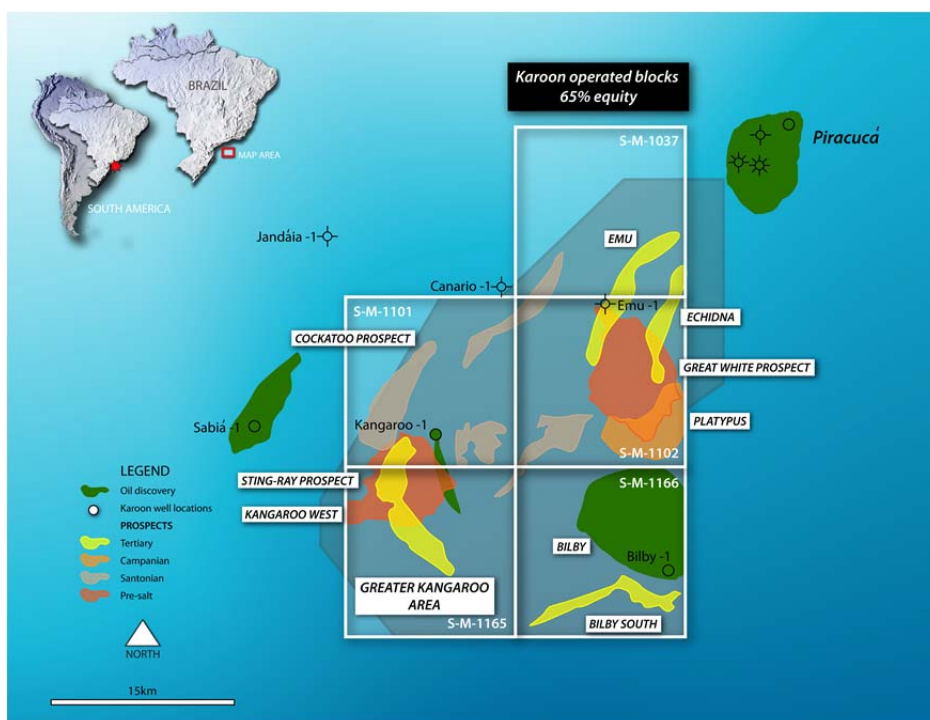 Karoon operated blocks
65% equity
BRAZIL
MAP AREA
SOUTH AMERICA
S-M-1037
Piracucá
Jandáia -1
EMU
Canario -1
S-M-1101
Emu -1
ECHIDNA
COCKATOO PROSPECT
GREAT WHITE PROSPECT
PLATYPUS
Sabiá -1
Kangaroo -1
S-M-1102
LEGEND
Oil discovery
Karoon well locations
PROSPECTS
Tertiary
Campanian
Santonian
Pre-salt
STING-RAY PROSPECT
KANGAROO WEST
S-M-1166
BILBY
Bilby -1
GREATER KANGAROO
AREA
S-M-1165
BILBY SOUTH
NORTH
15km